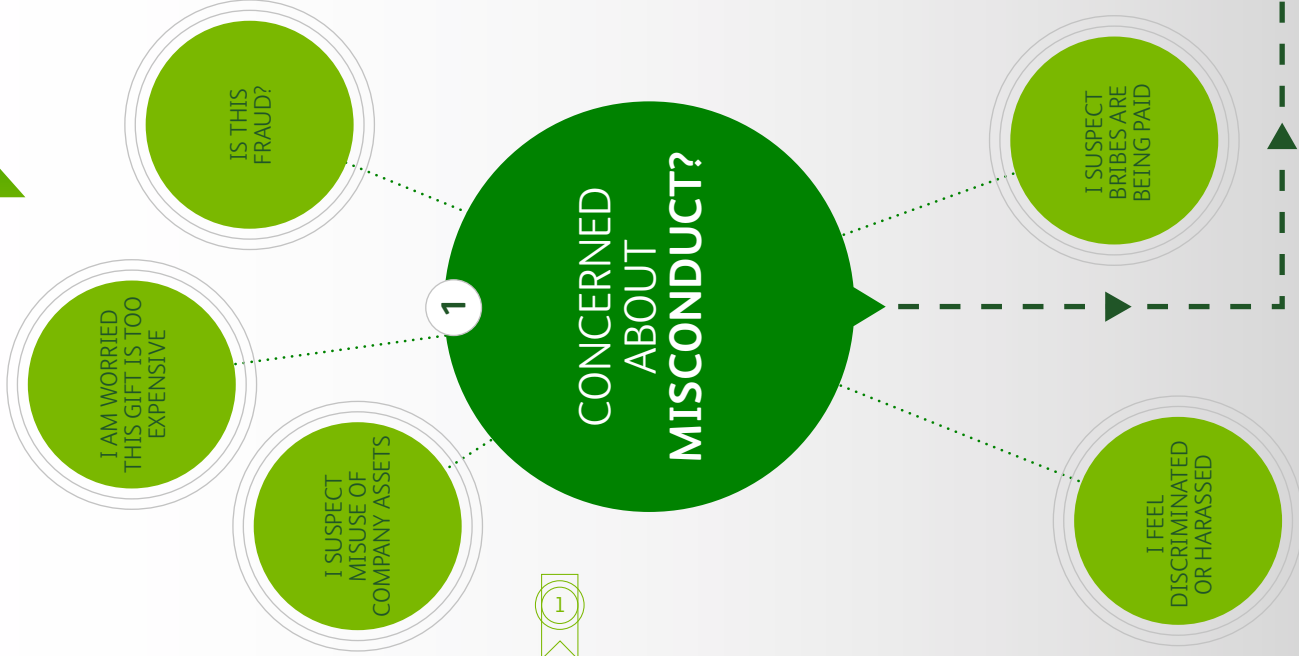 1
CONCERNED
ABOUT
MISCONDUCT?
I AM WORRIED
THIS GIFT IS TOO
EXPENSIVE
IS THIS
FRAUD?
I SUSPECT
MISUSE OF
COMPANY ASSETS
I SUSPECT
BRIBES ARE
BEING PAID
I FEEL
DISCRIMINATED
OR HARASSED
1